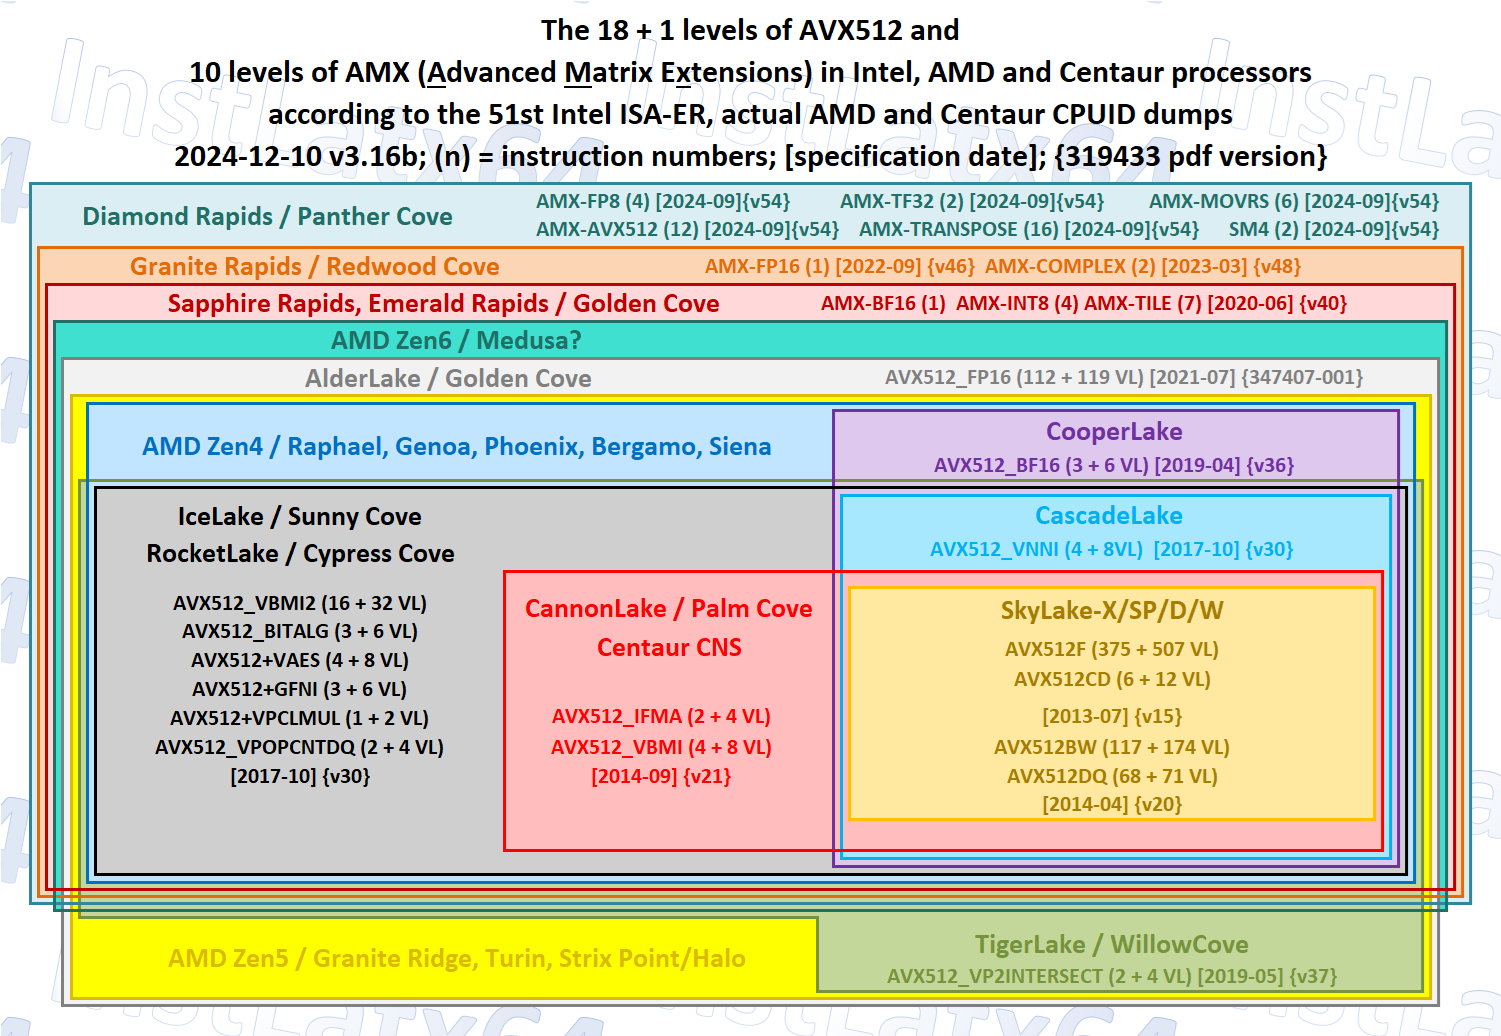 The 18 + 1 levels of AVX512 and
10 levels of AMX (Advanced Matrix Extensions) in Intel, AMD and Centaur processors
according to the 51st Intel ISA-ER, actual AMD and Centaur CPUID dumps
2024-12-10 v3.16b; (n) = instruction numbers; [specification date]; {319433 pdf version}
Diamond Rapids / Panther Cove
AMX-FP8 (4) [2024-09]{v54} AMX-TF32 (2) [2024-09]{v54} AMX-MOVRS (6) [2024-09]{v54}
AMX-AVX512 (12) [2024-09]{v54} AMX-TRANSPOSE (16) [2024-09]{v54} SM4 (2) [2024-09]{v54}
Granite Rapids / Redwood Cove AMX-FP16 (1) [2022-09] {v46} AMX-COMPLEX (2) [2023-03] {v48}
Sapphire Rapids, Emerald Rapids / Golden Cove AMX-BF16 (1) AMX-INT8 (4) AMX-TILE (7) [2020-06] {v40}
AMD Zen6 / Medusa?
AlderLake / Golden Cove AVX512_FP16 (112 + 119 VL) [2021-07] {347407-001}
AMD Zen4 / Raphael, Genoa, Phoenix, Bergamo, Siena
CooperLake
AVX512_BF16 (3 + 6 VL) [2019-04] {v36}
IceLake / Sunny Cove
RocketLake / Cypress Cove
AVX512_VBMI2 (16 + 32 VL)
AVX512_BITALG (3 + 6 VL)
AVX512+VAES (4 + 8 VL)
AVX512+GFNI (3 + 6 VL)
AVX512+VPCLMUL (1 + 2 VL)
AVX512_VPOPCNTDQ (2 + 4 VL)
[2017-10] {v30}
CascadeLake
AVX512_VNNI (4 + 8VL) [2017-10] {v30}
CannonLake / Palm Cove
Centaur CNS
AVX512_IFMA (2 + 4 VL)
AVX512_VBMI (4 + 8 VL)
[2014-09] {v21}
SkyLake-X/SP/D/W
AVX512F (375 + 507 VL)
AVX512CD (6 + 12 VL)
[2013-07] {v15}
AVX512BW (117 + 174 VL)
AVX512DQ (68 + 71 VL)
[2014-04] {v20}
AMD Zen5 / Granite Ridge, Turin, Strix Point/Halo
TigerLake / WillowCove
AVX512_VP2INTERSECT (2 + 4 VL) [2019-05] {v37}
InstLatx64